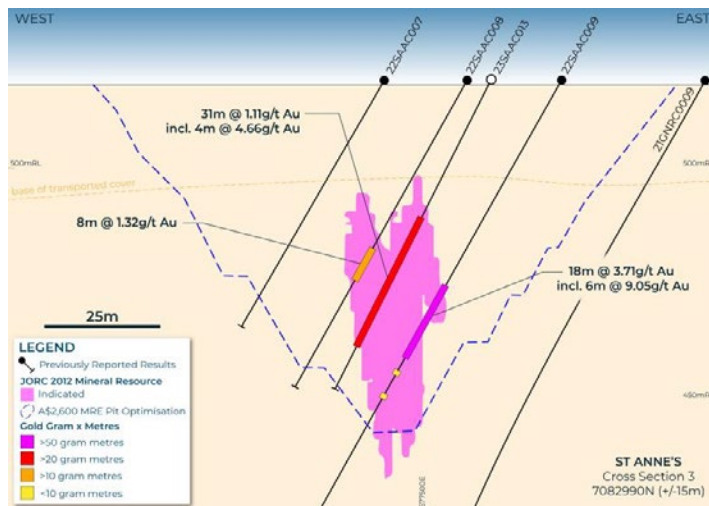 WEST
EAST
22SAAC007
22SAAC008
23SAAC013
22SAAC009
21GNRC0009
31m @ 1.11g/t Au
incl. 4m @ 4.66g/t Au
500mRL
500mRL
base of transported cover
8m @ 1.32g/t Au
18m @ 3.71g/t Au
incl. 6m @ 9.05g/t Au
25m
LEGEND
Previously Reported Results
JORC 2012 Mineral Resource
Indicated
A$2,600 MRE Pit Optimisation
Gold Gram x Metres
>50 gram metres
>20 gram metres
>10 gram metres
<10 gram metres
450mRL
ST ANNE'S
Cross Section 3
7082990N (+/-15m)